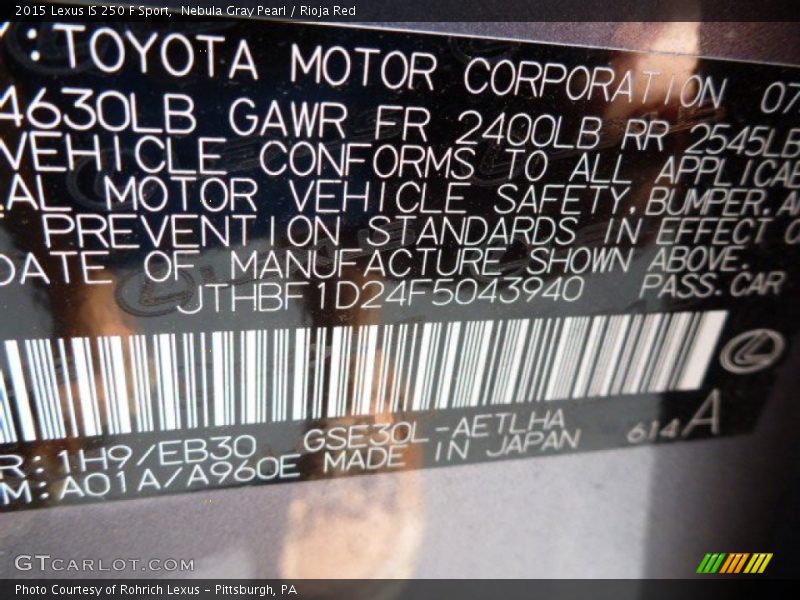 2015 Lexus IS 250 F Sport, Nebula Gray Pearl / Rioja Red
Y:TOYOTA MOTOR CORPORATION 07
4630LB GAWR FR 2400LB RR 2545LB
VEHICLE CONFORMS TO ALL APPLICAB
AL MOTOR VEHICLE SAFETY, BUMPER, AN
PREVENTION STANDARDS IN EFFECT O
DATE OF MANUFACTURE SHOWN ABOVE.
JTHBF1D24F5043940 PASS.CAR
R:1H9/EB30 GSE30L-AETLHA 614 A
M:A01A/A960E MADE IN JAPAN
GTCARLOT.COM
Photo Courtesy of Rohrich Lexus - Pittsburgh, PA